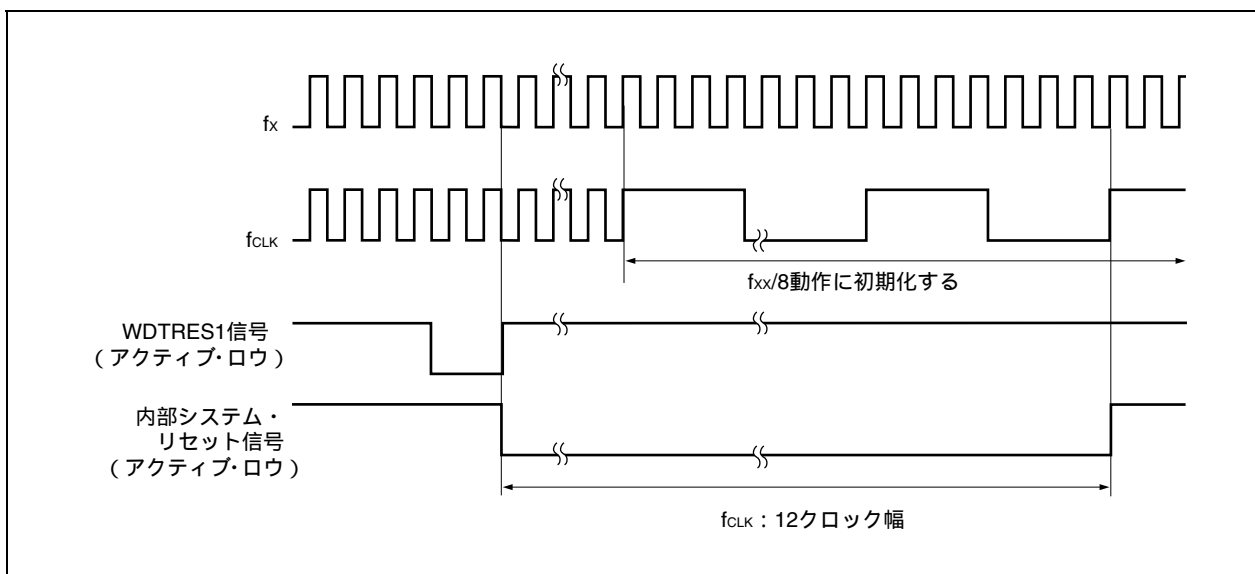 fX
fCLK
fXX/8動作に初期化する
WDTRES1信号
（アクティブ・ロウ）
内部システム・
リセット信号
（アクティブ・ロウ）
fCLK：12クロック幅